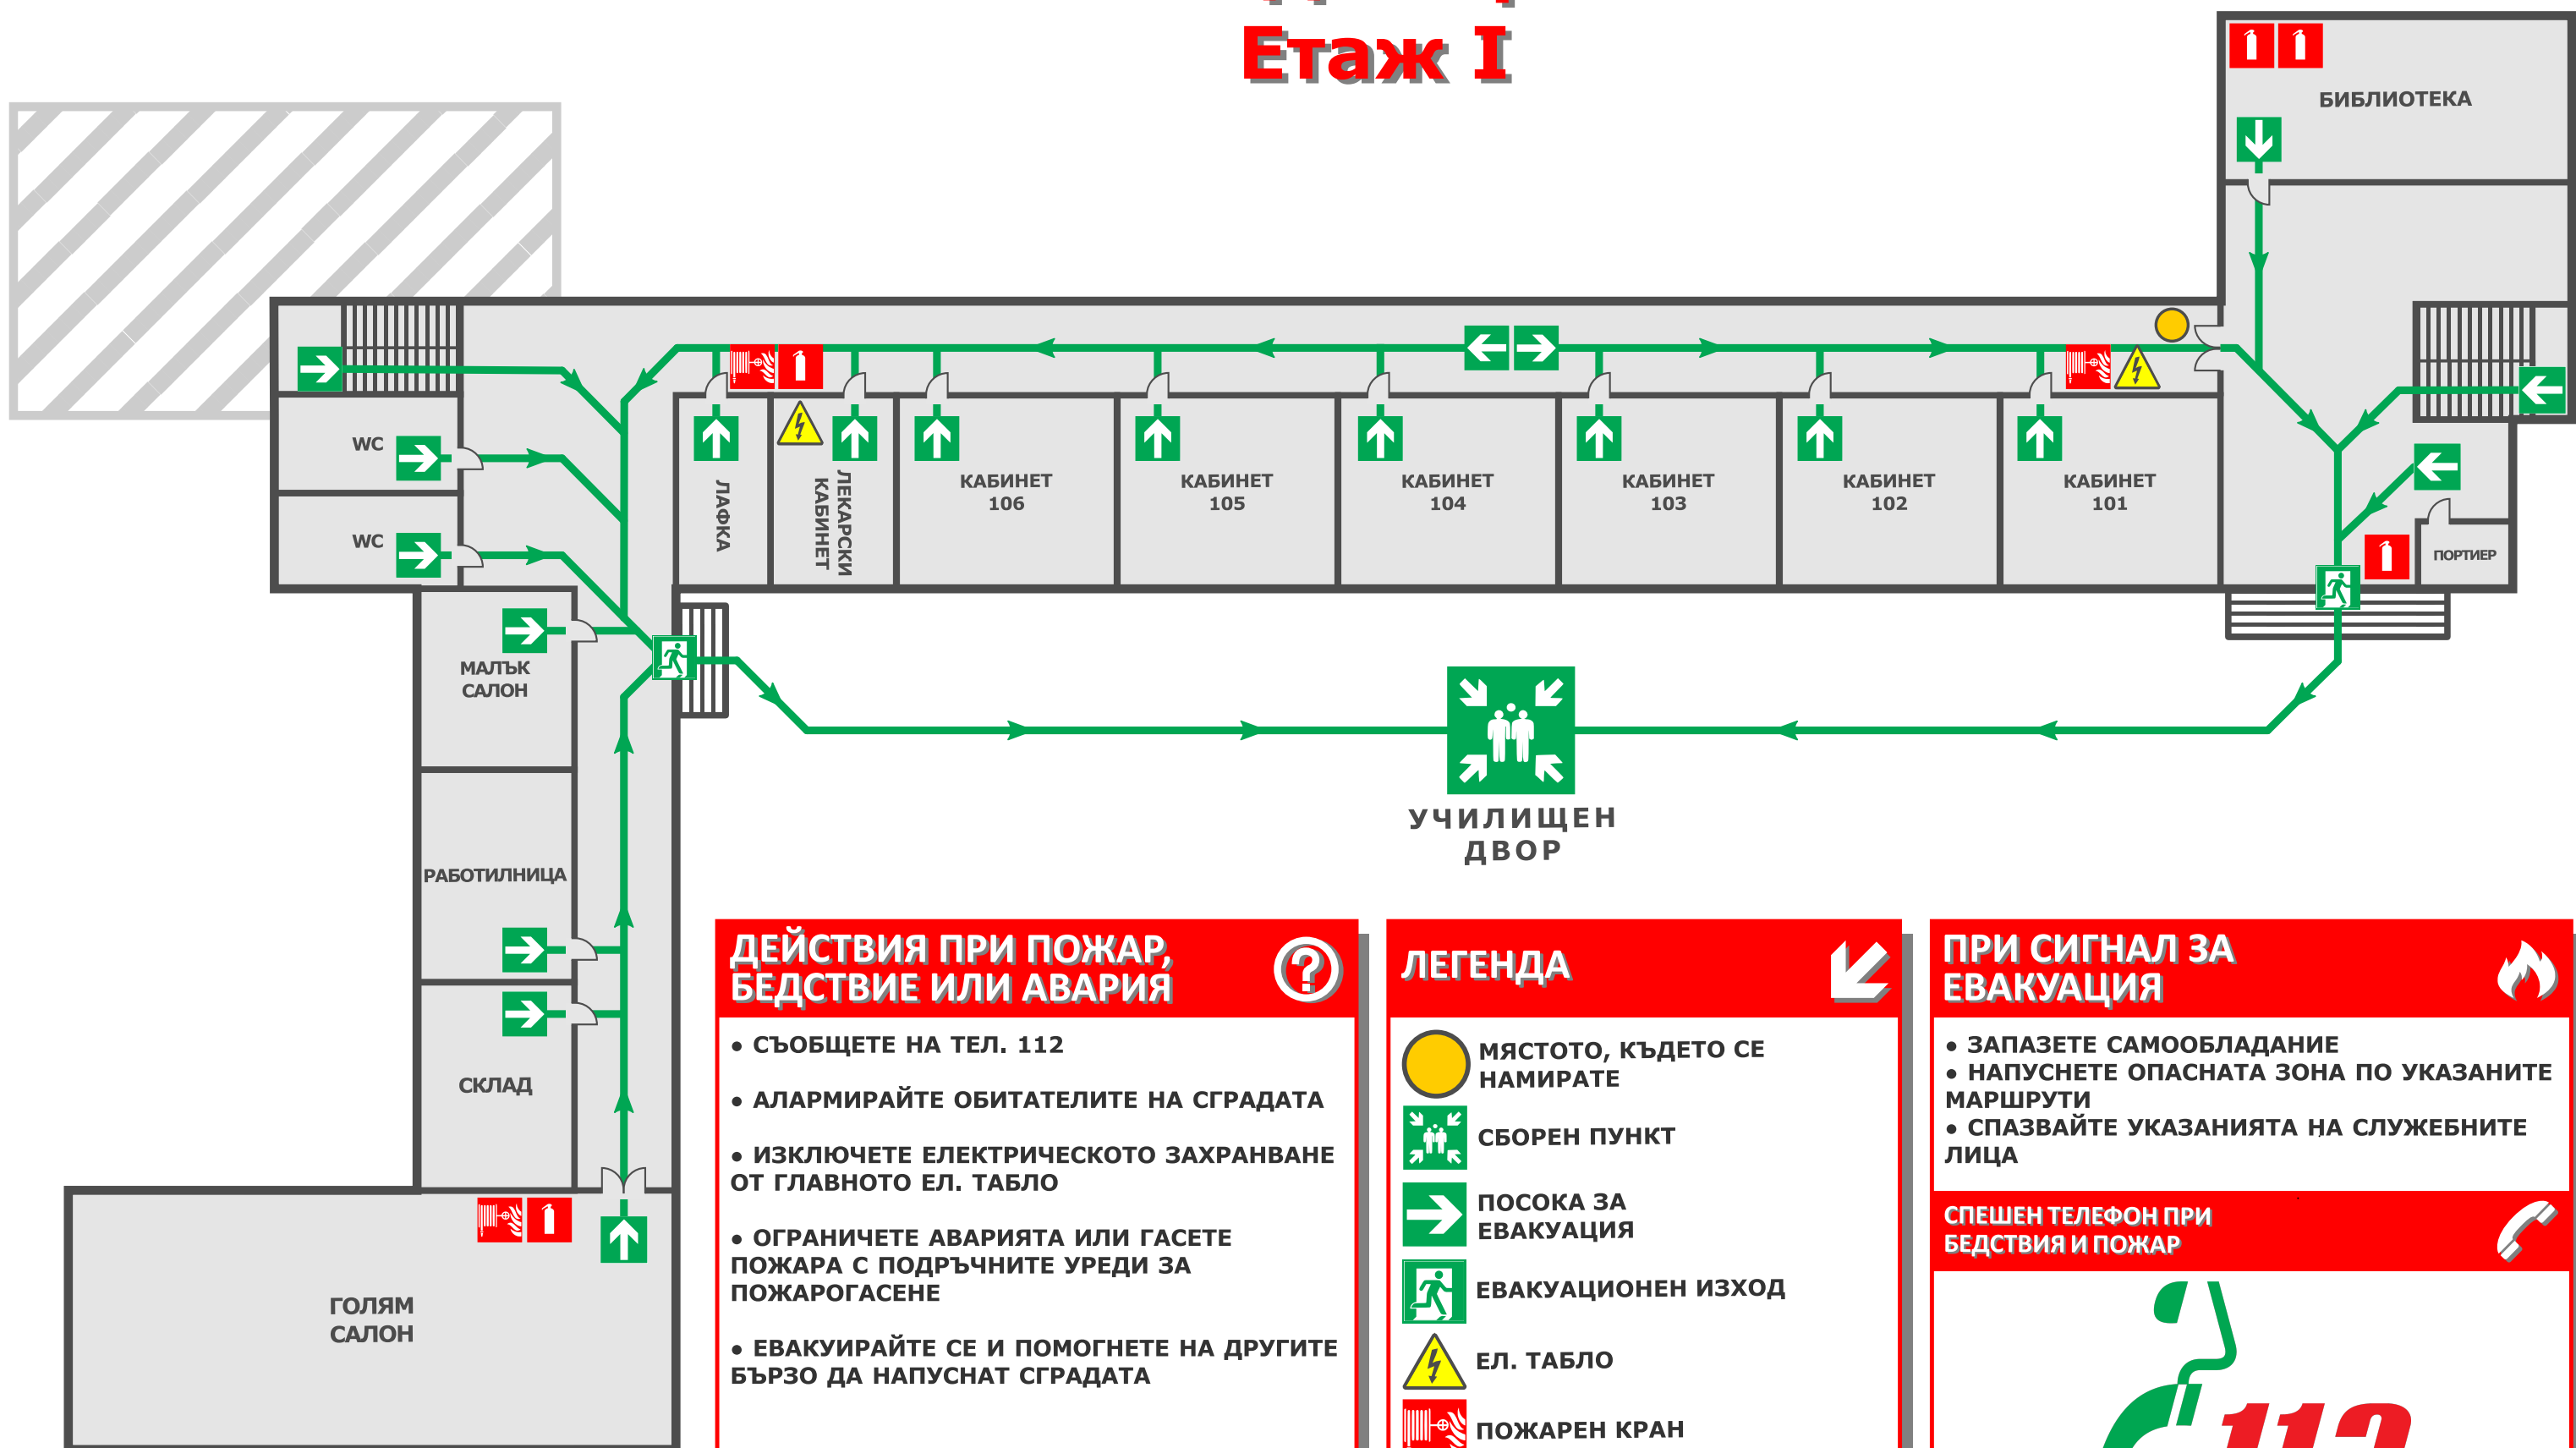 Етаж I
БИБЛИОТЕКА
WC
WC
ЛАФКА
ЛЕКАРСКИ
КАБИНЕТ
КАБИНЕТ
106
КАБИНЕТ
105
КАБИНЕТ
104
КАБИНЕТ
103
КАБИНЕТ
102
КАБИНЕТ
101
ПОРТИЕР
МАЛЪК
САЛОН
РАБОТИЛНИЦА
СКЛАД
ГОЛЯМ
САЛОН
УЧИЛИЩЕН
ДВОР
ДЕЙСТВИЯ ПРИ ПОЖАР,
БЕДСТВИЕ ИЛИ АВАРИЯ
● СЪОБЩЕТЕ НА ТЕЛ. 112
● АЛАРМИРАЙТЕ ОБИТАТЕЛИТЕ НА СГРАДАТА
● ИЗКЛЮЧЕТЕ ЕЛЕКТРИЧЕСКОТО ЗАХРАНВАНЕ
ОТ ГЛАВНОТО ЕЛ. ТАБЛО
● ОГРАНИЧЕТЕ АВАРИЯТА ИЛИ ГАСЕТЕ
ПОЖАРА С ПОДРЪЧНИТЕ УРЕДИ ЗА
ПОЖАРОГАСЕНЕ
● ЕВАКУИРАЙТЕ СЕ И ПОМОГНЕТЕ НА ДРУГИТЕ
БЪРЗО ДА НАПУСНАТ СГРАДАТА
ЛЕГЕНДА
МЯСТОТО, КЪДЕТО СЕ
НАМИРАТЕ
СБОРЕН ПУНКТ
ПОСОКА ЗА
ЕВАКУАЦИЯ
ЕВАКУАЦИОНЕН ИЗХОД
ЕЛ. ТАБЛО
ПОЖАРЕН КРАН
ПРИ СИГНАЛ ЗА
ЕВАКУАЦИЯ
● ЗАПАЗЕТЕ САМООБЛАДАНИЕ
● НАПУСНЕТЕ ОПАСНАТА ЗОНА ПО УКАЗАНИТЕ
МАРШРУТИ
● СПАЗВАЙТЕ УКАЗАНИЯТА НА СЛУЖЕБНИТЕ
ЛИЦА
СПЕШЕН ТЕЛЕФОН ПРИ
БЕДСТВИЯ И ПОЖАР
112